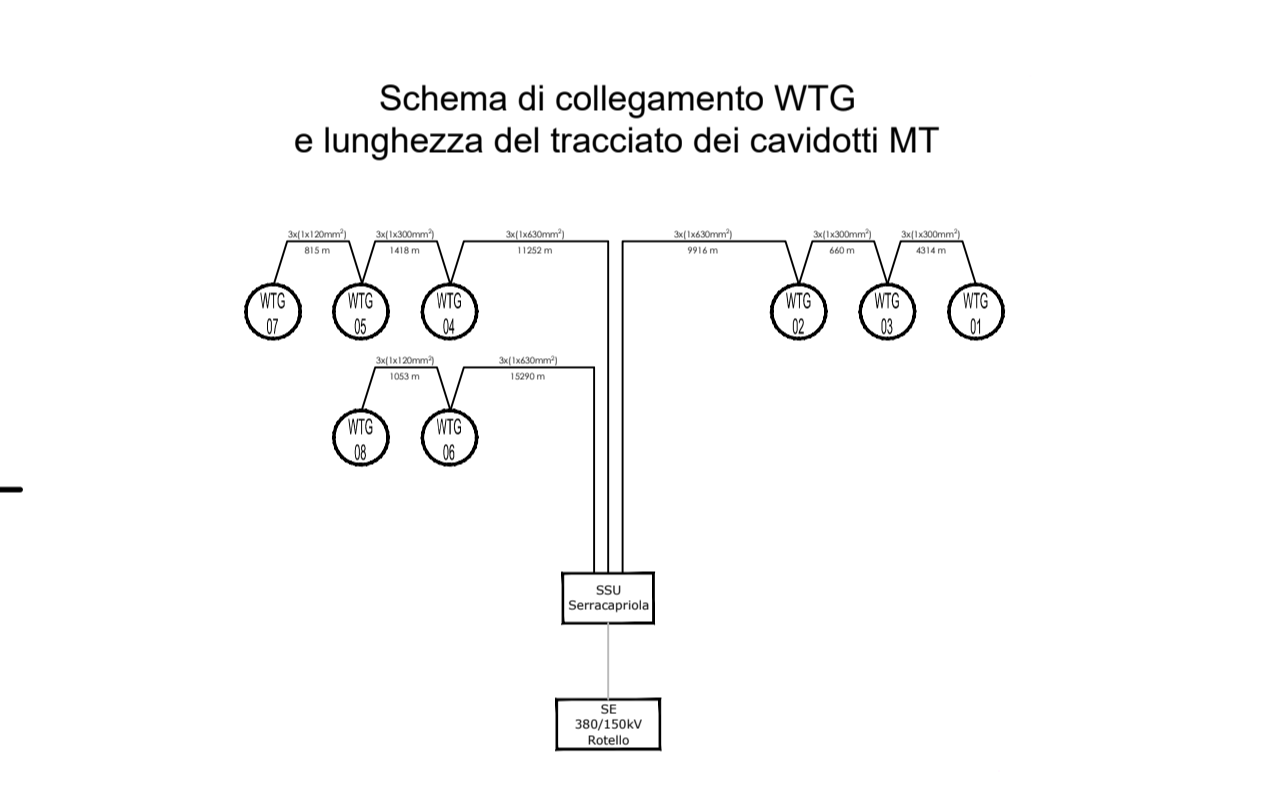 Schema di collegamento WTG
e lunghezza del tracciato dei cavidotti MT
3x(1x120mm²)
815 m
3x(1x300mm²)
1418 m
3x(1x630mm²)
11252 m
3x(1x630mm²)
9916 m
3x(1x300mm²)
660 m
3x(1x300mm²)
4314 m
WTG
07
WTG
05
WTG
04
WTG
02
WTG
03
WTG
01
3x(1x120mm²)
1053 m
3x(1x630mm²)
15290 m
WTG
08
WTG
06
SSU
Serracapriola
SE
380/150kV
Rotello